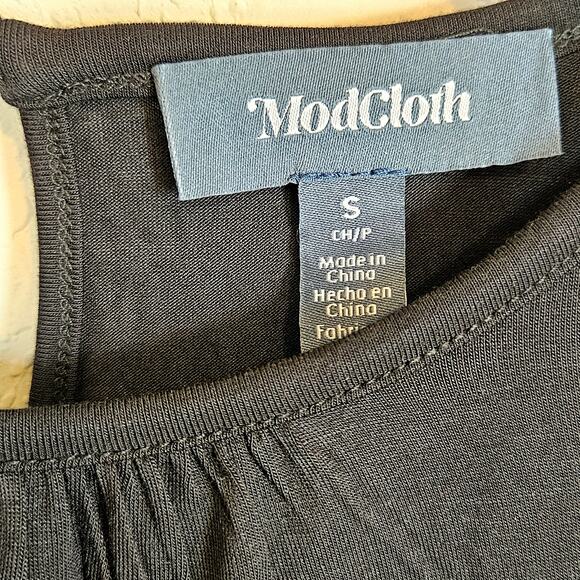 ModCloth
S
CH/P
Made in
China
Hecho en
China